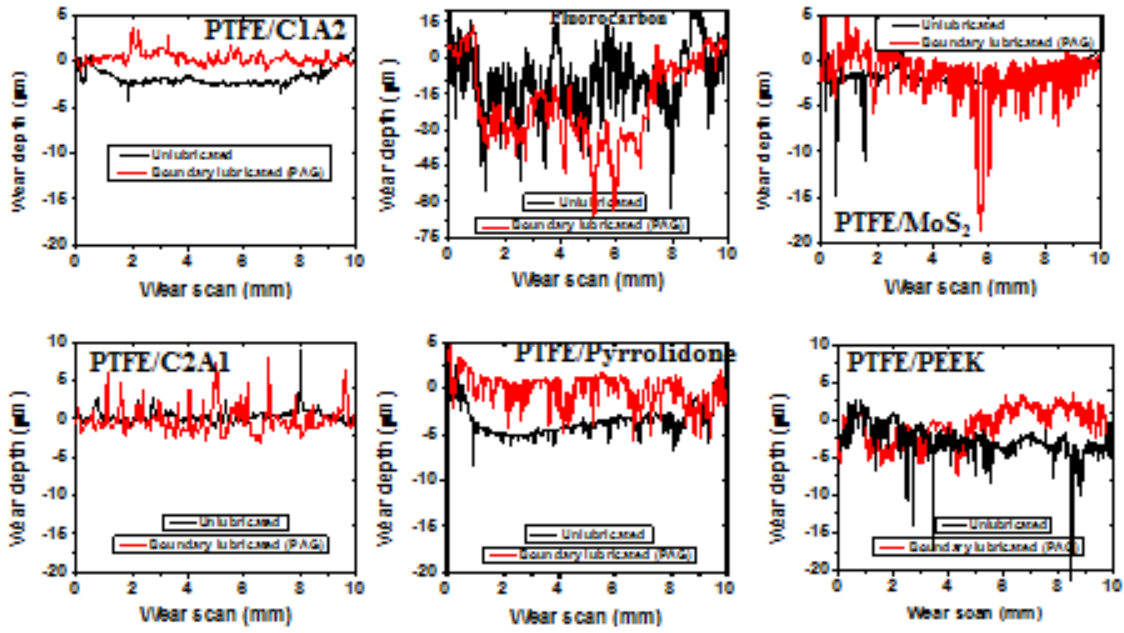 PTFE/C1A2
Wear depth (µm)
5
0
-5
-10
-15
-20
Unlubricated
Boundary lubricated (PAG)
0 2 4 6 8 10
Wear scan (mm)
Fluorocarbon
Wear depth (µm)
15
0
-15
-30
-45
-60
-75
Unlubricated
Boundary lubricated (PAG)
0 2 4 6 8 10
Wear scan (mm)
Unlubricated
Boundary lubricated (PAG)
Wear depth (µm)
5
0
-5
-10
-15
-20
PTFE/MoS₂
0 2 4 6 8 10
Wear scan (mm)
PTFE/C2A1
Wear depth (µm)
10
5
0
-5
-10
-15
-20
Unlubricated
Boundary lubricated (PAG)
0 2 4 6 8 10
Wear scan (mm)
PTFE/Pyrrolidone
Wear depth (µm)
5
0
-5
-10
-15
-20
Unlubricated
Boundary lubricated (PAG)
0 2 4 6 8 10
Wear scan (mm)
PTFE/PEEK
Wear depth (µm)
10
5
0
-5
-10
-15
-20
Unlubricated
Boundary lubricated (PAG)
0 2 4 6 8 10
Wear scan (mm)